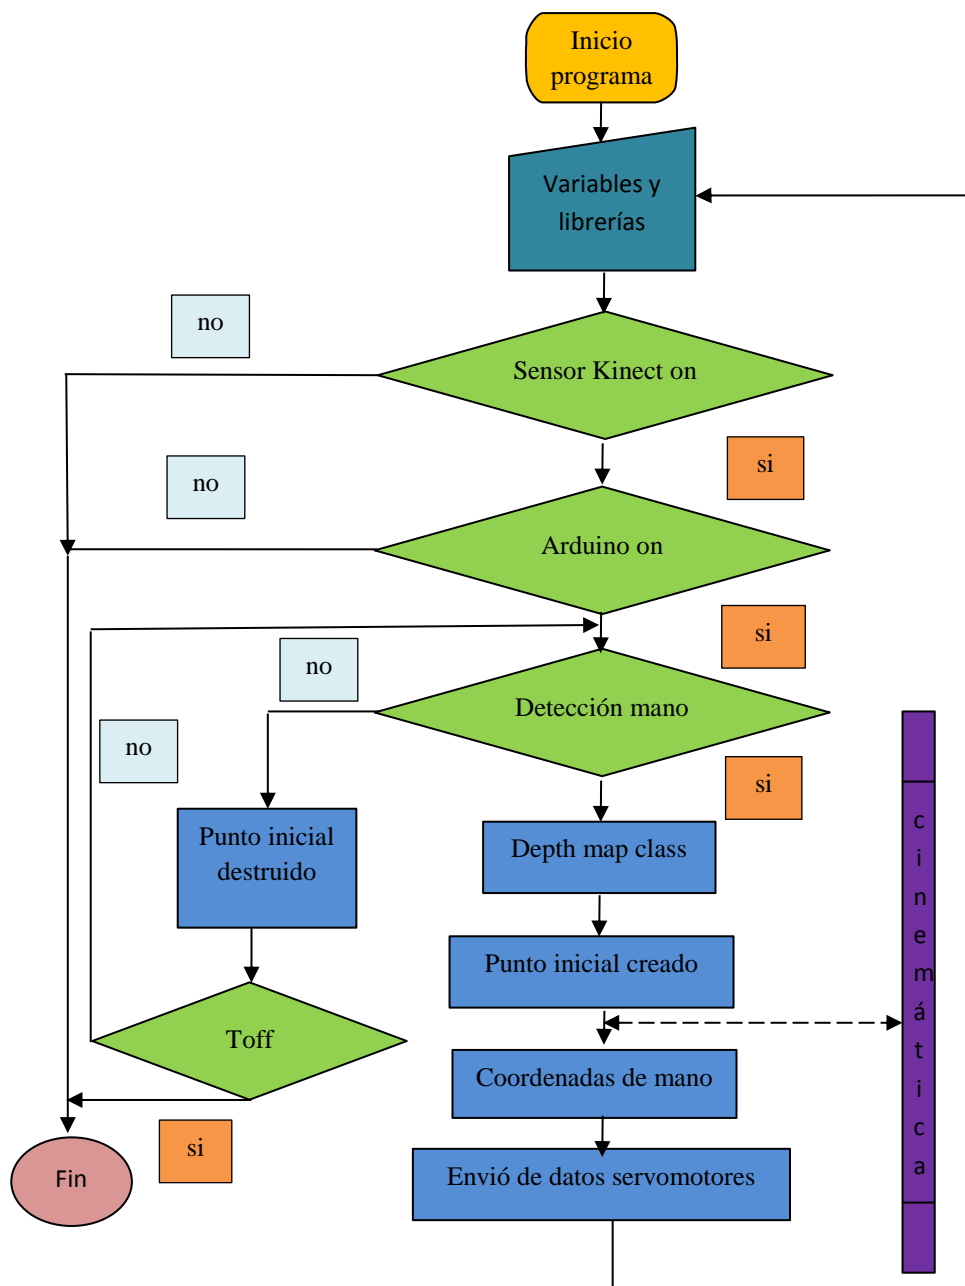 Inicio
programa
Variables y
librerías
no
Sensor Kinect on
si
no
Arduino on
si
no
Detección mano
no
si
Punto inicial
destruido
Depth map class
Punto inicial creado
Toff
Coordenadas de mano
si
Envió de datos servomotores
Fin
c
i
n
e
m
á
t
i
c
a